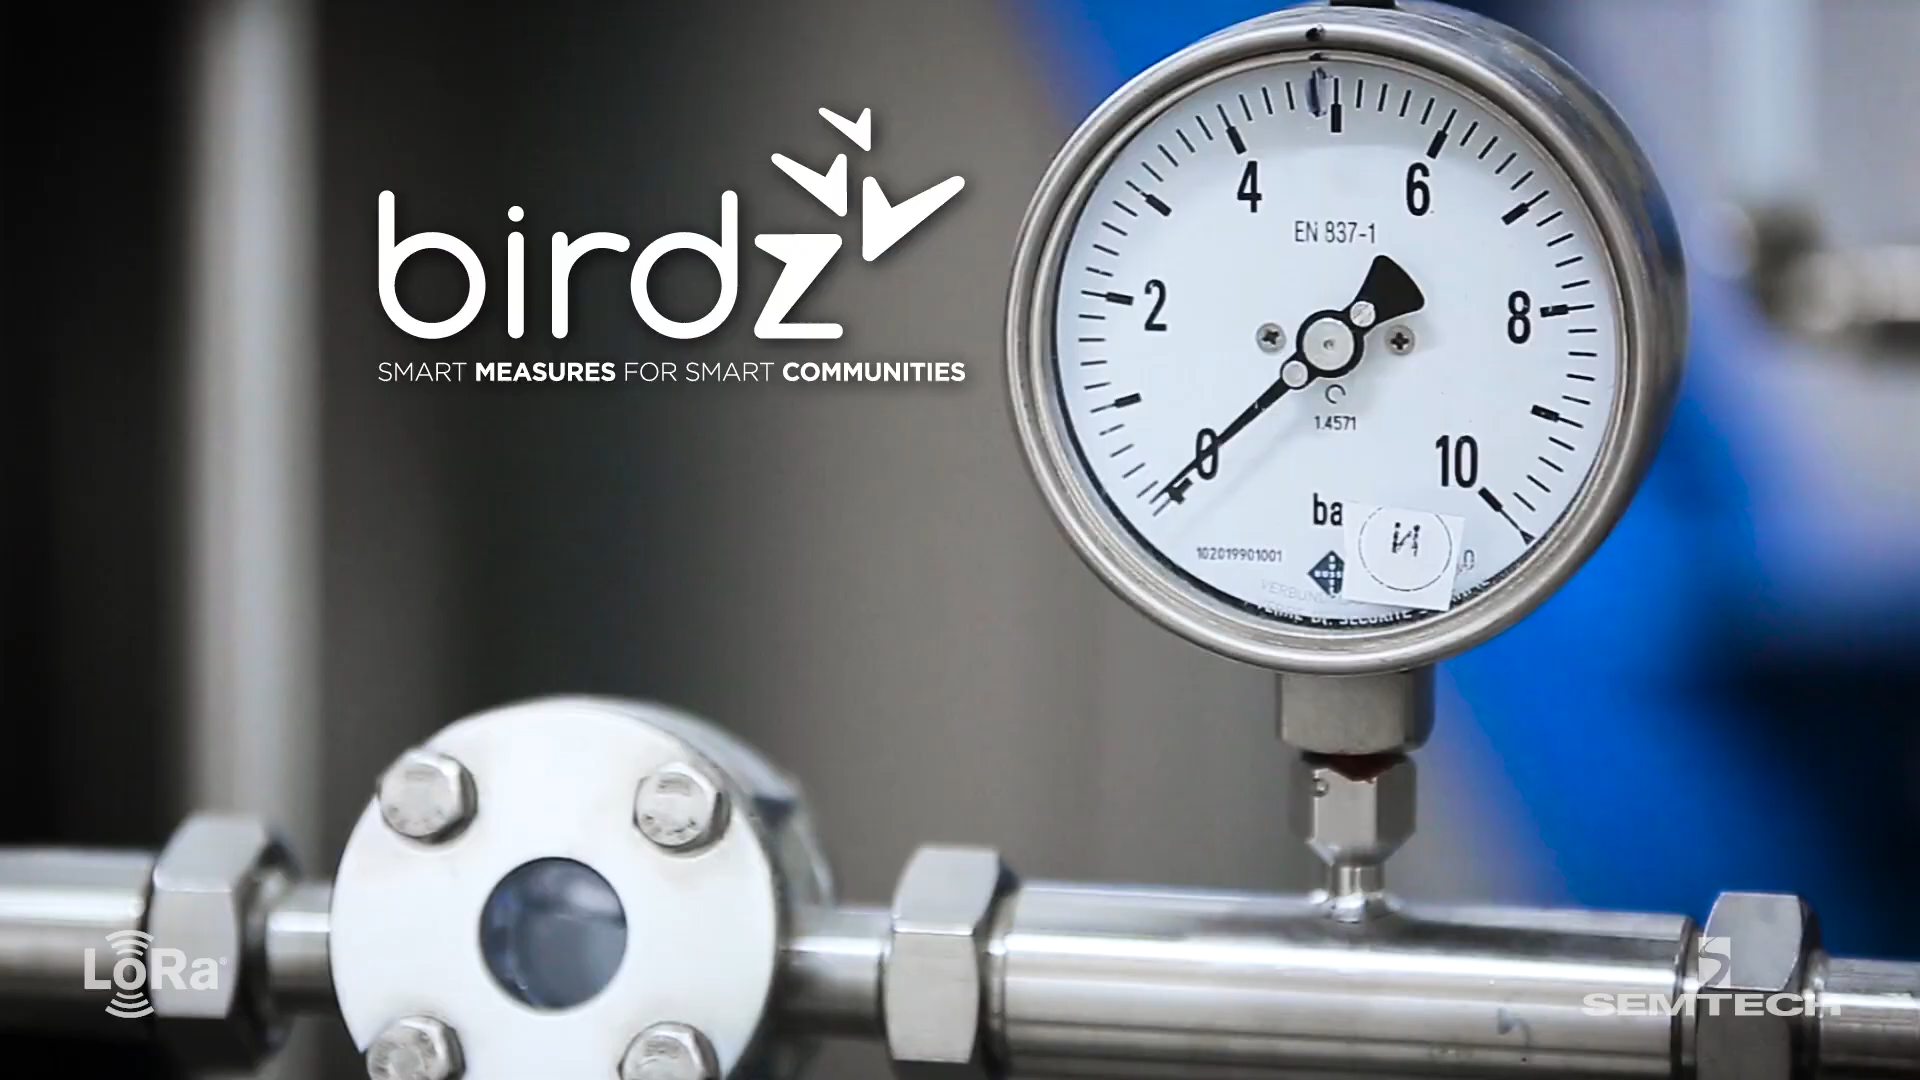 birdz
SMART MEASURES FOR SMART COMMUNITIES
4
6
EN 837-1
2
8
1.4571
0
10
ba
102019901001
LoRa®
SEMTECH